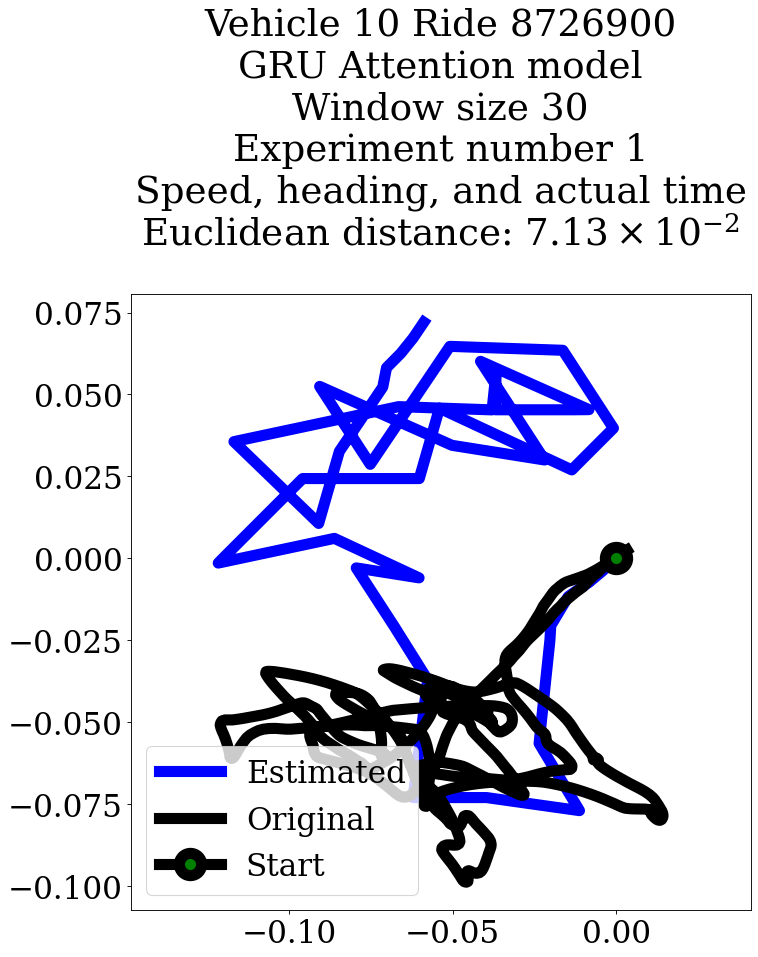 Vehicle 10 Ride 8726900
GRU Attention model
Window size 30
Experiment number 1
Speed, heading, and actual time
Euclidean distance: 7.13 × 10⁻²
0.075
0.050
0.025
0.000
−0.025
−0.050
−0.075
−0.100
Estimated
Original
Start
−0.10
−0.05
0.00